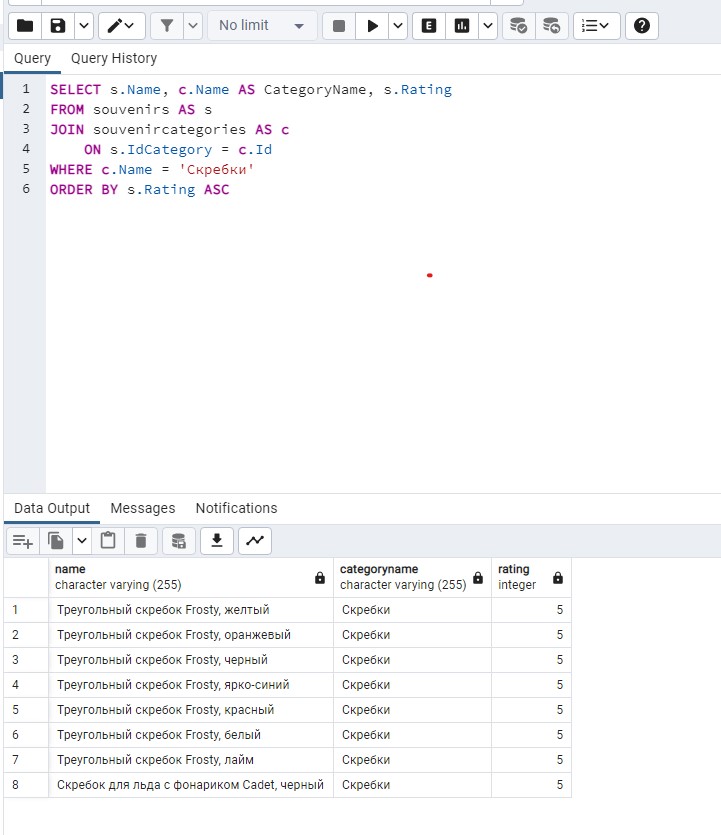 No limit
E
Query Query History
1 SELECT s.Name, c.Name AS CategoryName, s.Rating
2 FROM souvenirs AS s
3 JOIN souvenircategories AS c
4 ON s.IdCategory = c.Id
5 WHERE c.Name = 'Скребки'
6 ORDER BY s.Rating ASC
Data Output Messages Notifications
name categoryname rating
character varying (255) character varying (255) integer
1 Треугольный скребок Frosty, желтый Скребки 5
2 Треугольный скребок Frosty, оранжевый Скребки 5
3 Треугольный скребок Frosty, черный Скребки 5
4 Треугольный скребок Frosty, ярко-синий Скребки 5
5 Треугольный скребок Frosty, красный Скребки 5
6 Треугольный скребок Frosty, белый Скребки 5
7 Треугольный скребок Frosty, лайм Скребки 5
8 Скребок для льда с фонариком Cadet, черный Скребки 5